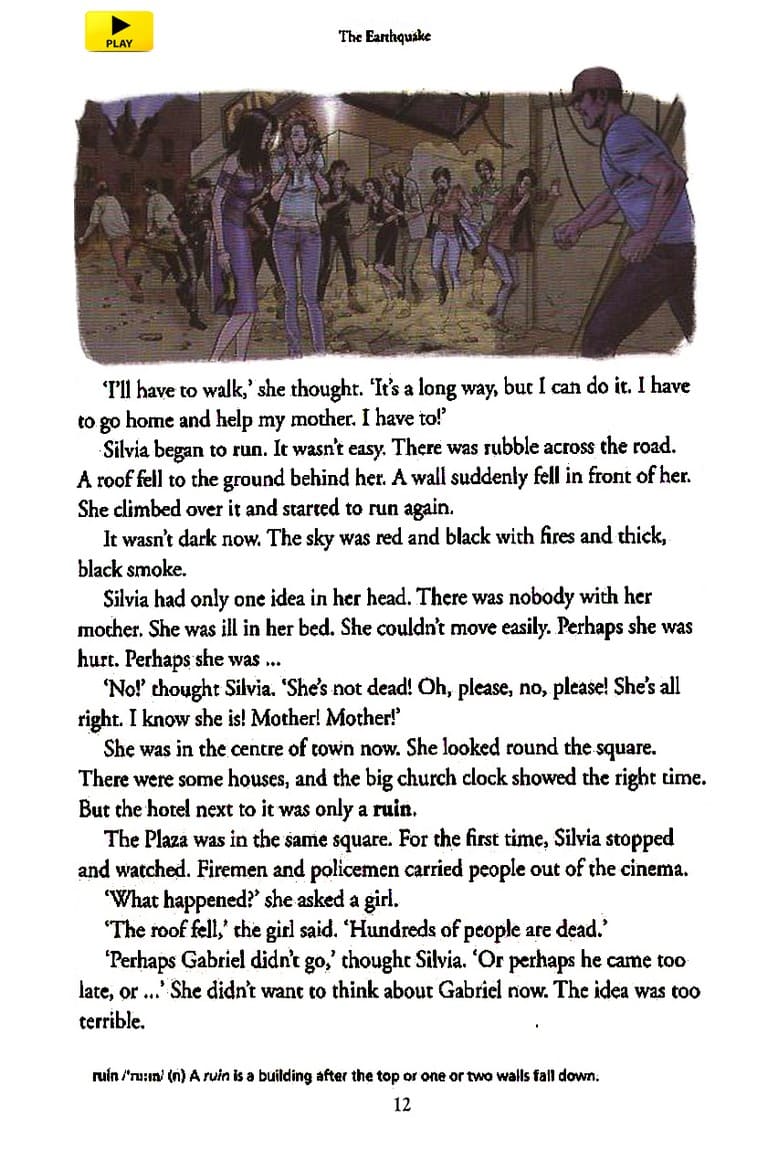 PLAY
The Earthquake
‘I’ll have to walk,’ she thought. ‘It’s a long way, but I can do it. I have
to go home and help my mother. I have to!’
Silvia began to run. It wasn’t easy. There was rubble across the road.
A roof fell to the ground behind her. A wall suddenly fell in front of her.
She climbed over it and started to run again.
It wasn’t dark now. The sky was red and black with fires and thick,
black smoke.
Silvia had only one idea in her head. There was nobody with her
mother. She was ill in her bed. She couldn’t move easily. Perhaps she was
hurt. Perhaps she was ...
‘No!’ thought Silvia. ‘She’s not dead! Oh, please, no, please! She’s all
right. I know she is! Mother! Mother!’
She was in the centre of town now. She looked round the square.
There were some houses, and the big church clock showed the right time.
But the hotel next to it was only a ruin.
The Plaza was in the same square. For the first time, Silvia stopped
and watched. Firemen and policemen carried people out of the cinema.
‘What happened?’ she asked a girl.
‘The roof fell,’ the girl said. ‘Hundreds of people are dead.’
‘Perhaps Gabriel didn’t go,’ thought Silvia. ‘Or perhaps he came too
late, or ...’ She didn’t want to think about Gabriel now. The idea was too
terrible.
ruin /ˈruːɪn/ (n) A ruin is a building after the top or one or two walls fall down.
12